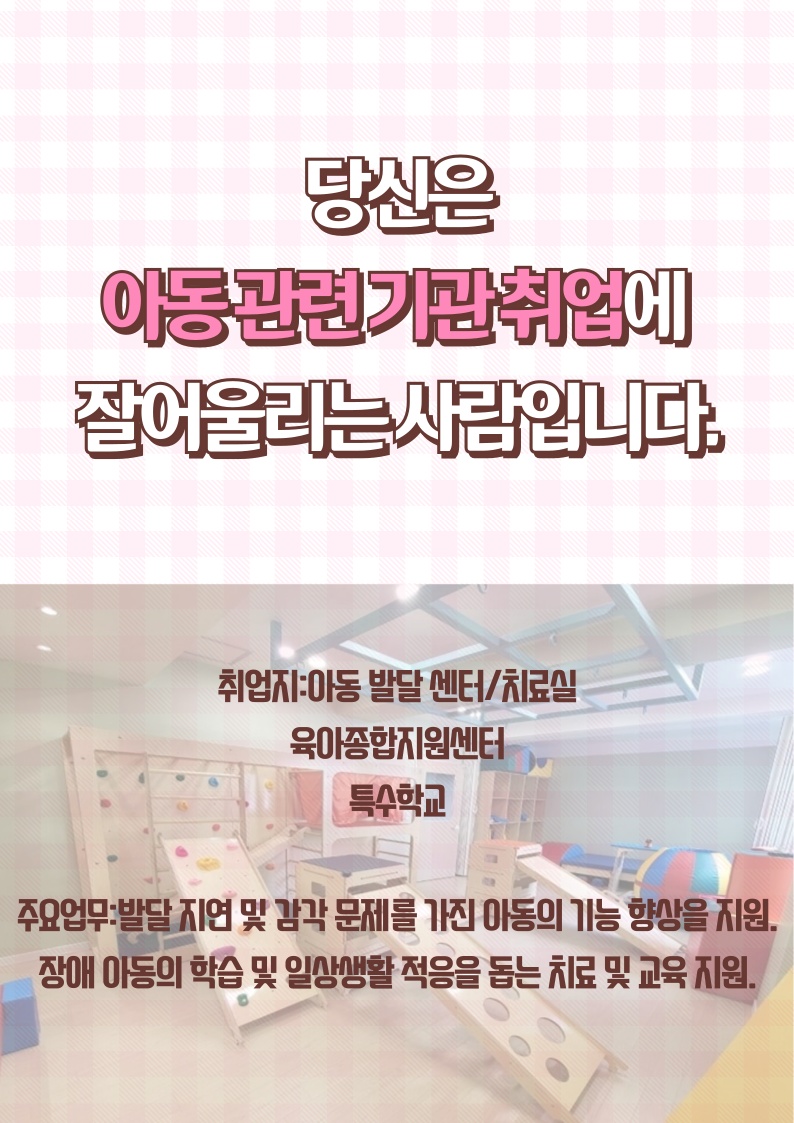 당신은
아동 관련 기관 취업에
잘어울리는 사람입니다.
취업지:아동 발달 센터/치료실
육아종합지원센터
특수학교
주요업무:발달 지연 및 감각 문제를 가진 아동의 기능 향상을 지원.
장애 아동의 학습 및 일상생활 적응을 돕는 치료 및 교육 지원.